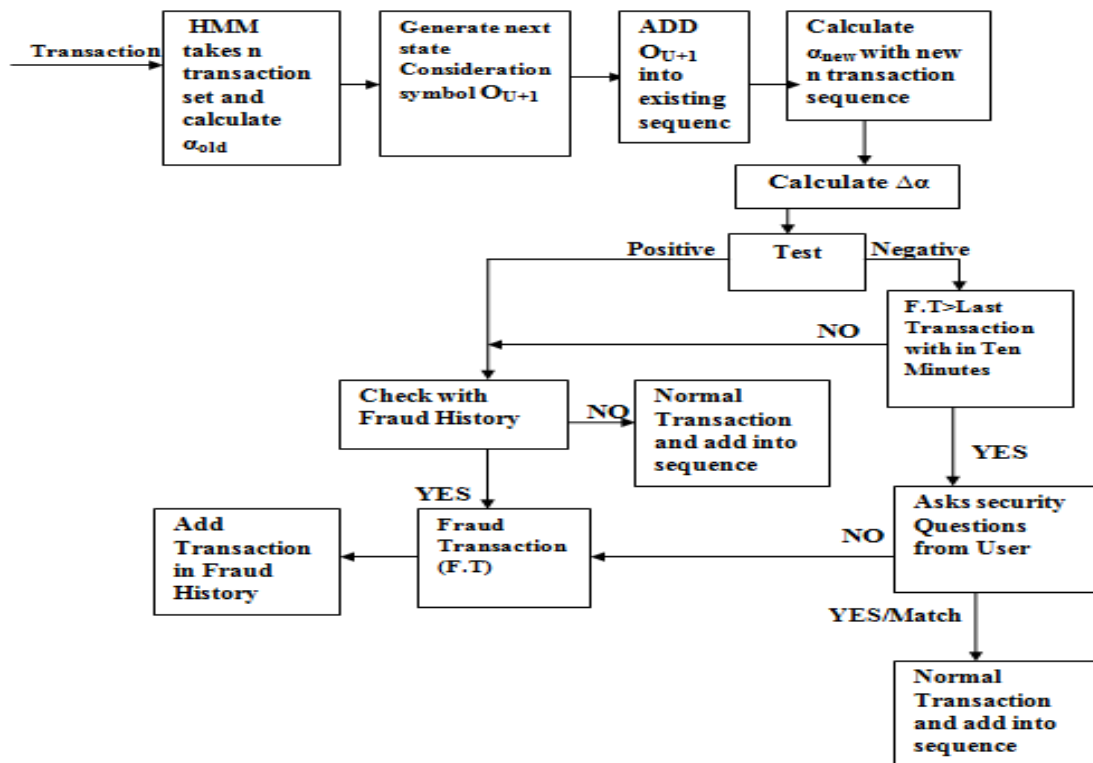 Transaction
HMM
takes n
transaction
set and
calculate
αold
Generate next
state
Consideration
symbol OU+1
ADD
OU+1
into
existing
sequenc
Calculate
αnew with new
n transaction
sequence
Calculate Δα
Positive
Test
Negative
F.T>Last
Transaction
with in Ten
Minutes
NO
Check with
Fraud History
NO
Normal
Transaction
and add into
sequence
YES
YES
Add
Transaction
in Fraud
History
Fraud
Transaction
(F.T)
NO
Asks security
Questions
from User
YES/Match
Normal
Transaction
and add into
sequence